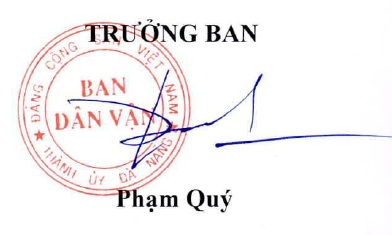 TRƯỞNG BAN
ĐẢNG CỘNG SẢN VIỆT NAM
BAN
DÂN VẬN
THÀNH ỦY ĐÀ NẴNG
Phạm Quý